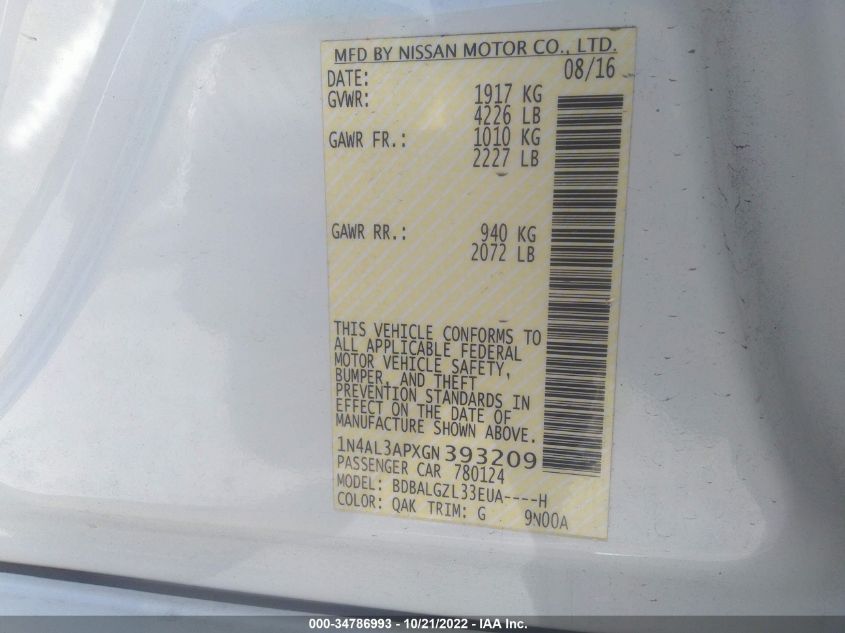 MFD BY NISSAN MOTOR CO., LTD.
DATE: 08/16
GVWR: 1917 KG
4226 LB
GAWR FR.: 1010 KG
2227 LB
GAWR RR.: 940 KG
2072 LB
THIS VEHICLE CONFORMS TO
ALL APPLICABLE FEDERAL
MOTOR VEHICLE SAFETY,
BUMPER, AND THEFT
PREVENTION STANDARDS IN
EFFECT ON THE DATE OF
MANUFACTURE SHOWN ABOVE.
1N4AL3APXGN393209
PASSENGER CAR 780124
MODEL: BDBALGZL33EUA----H
COLOR: QAK TRIM: G 9N00A
000-34786993 - 10/21/2022 - IAA Inc.